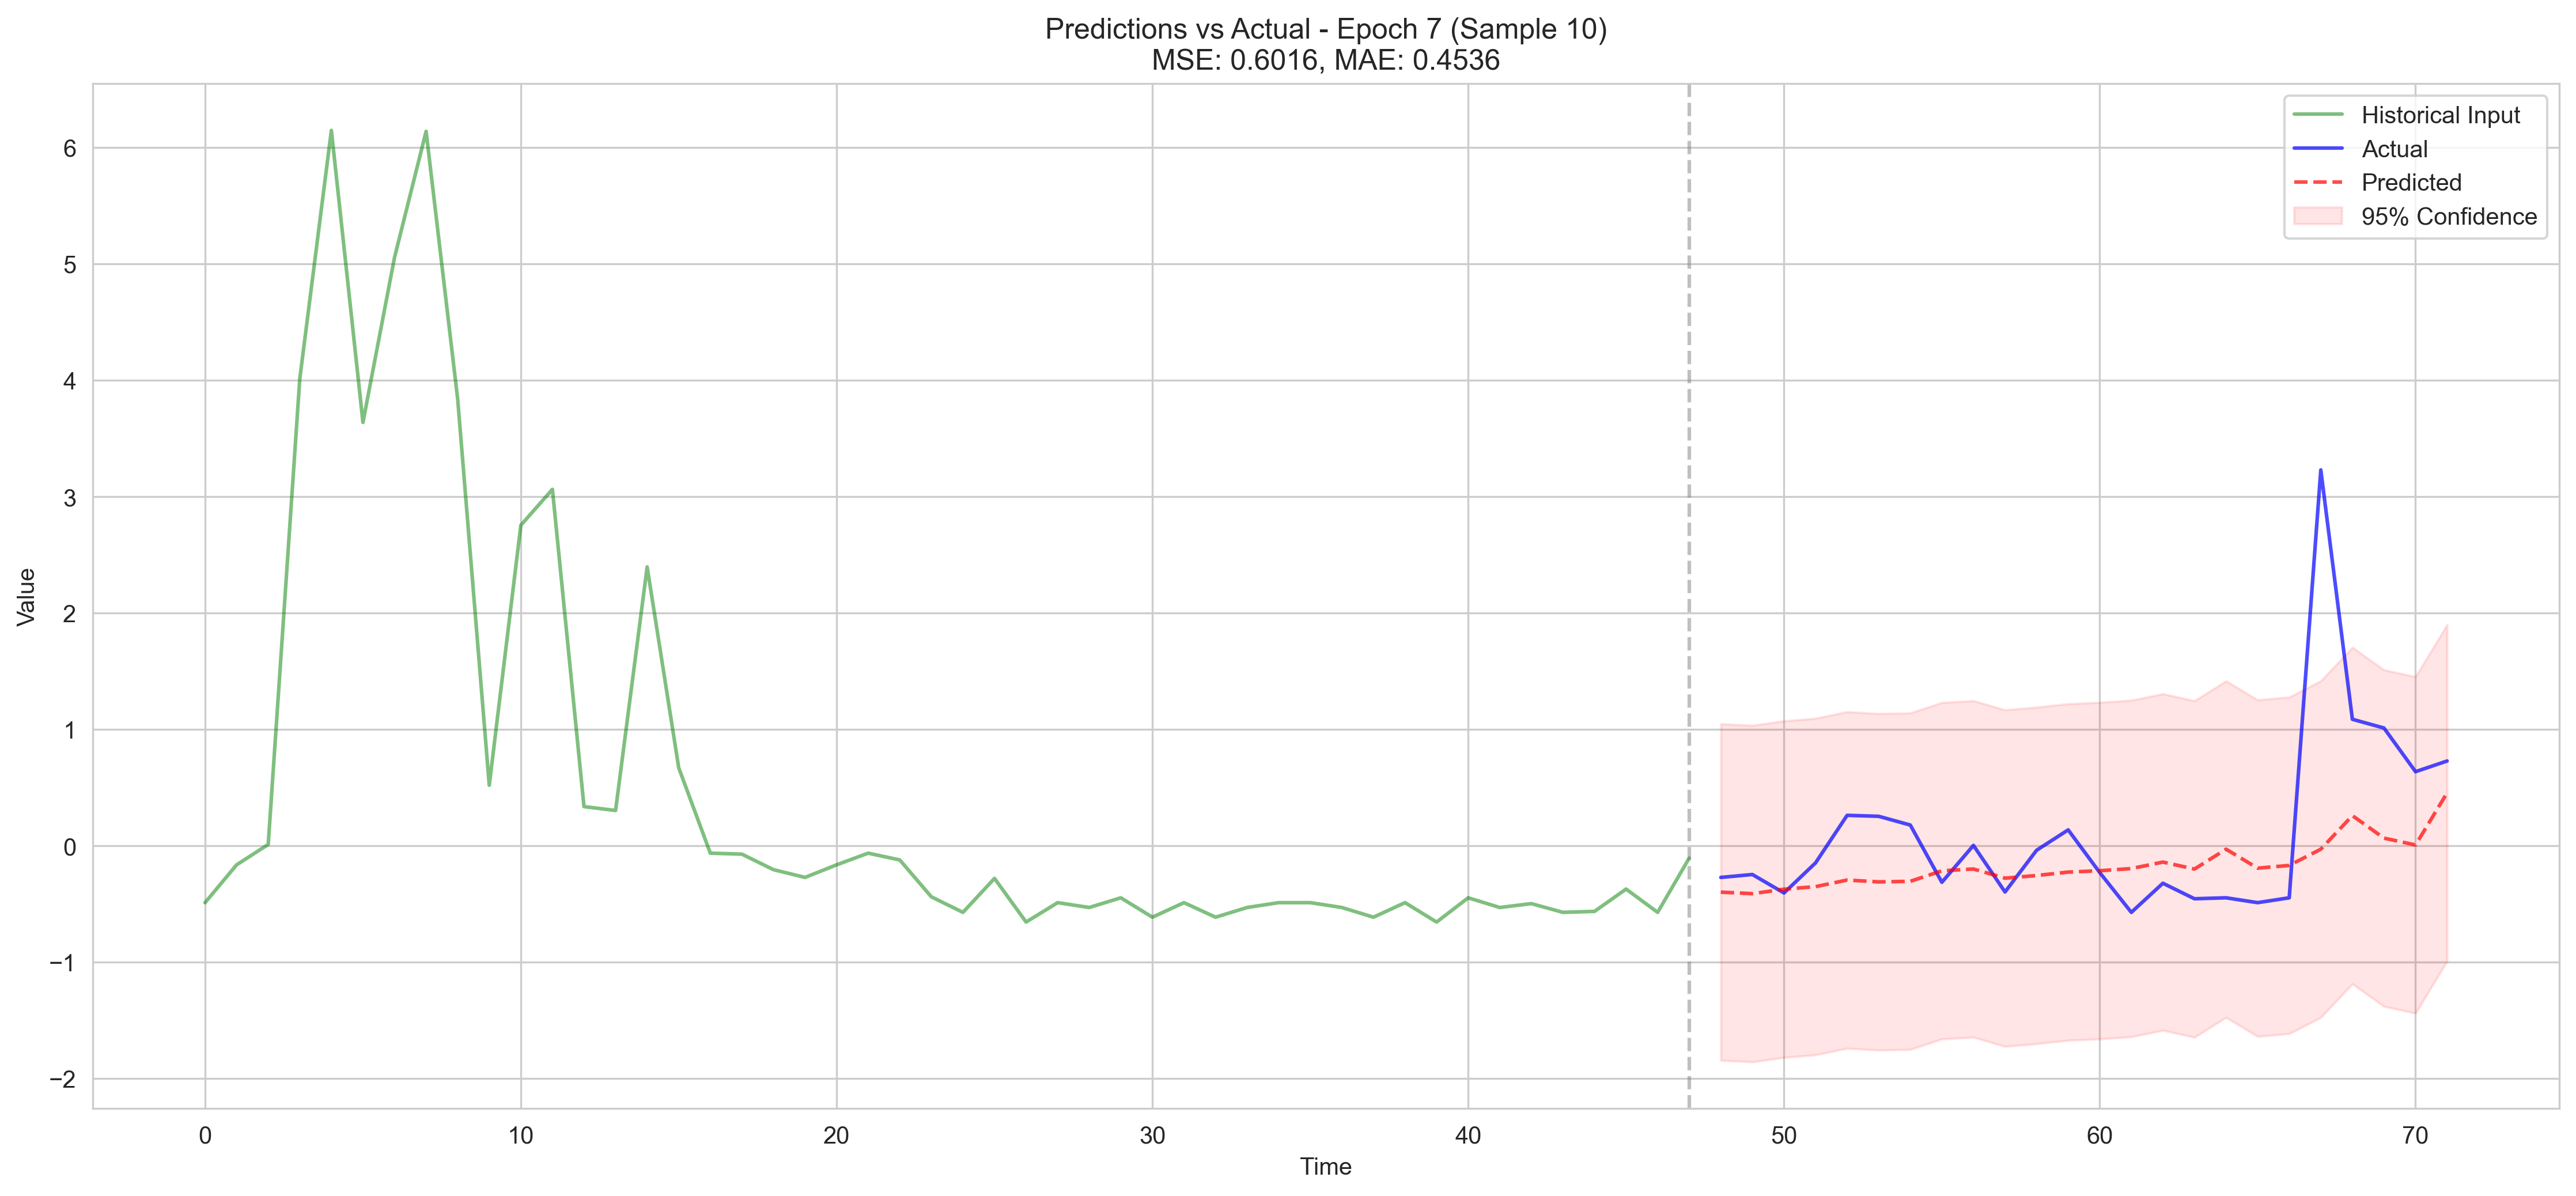 Predictions vs Actual - Epoch 7 (Sample 10)
MSE: 0.6016, MAE: 0.4536
Historical Input
Actual
Predicted
95% Confidence
Value
6
5
4
3
2
1
0
−1
−2
0 10 20 30 40 50 60 70
Time